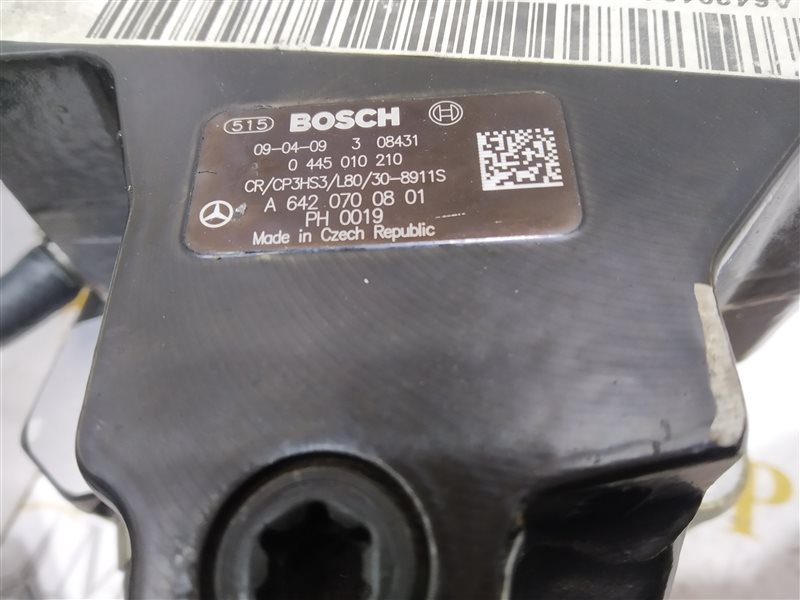 515 BOSCH
09-04-09 3 08431
0 445 010 210
CR/CP3HS3/L80/30-8911S
A 642 070 08 01
PH 0019
Made in Czech Republic
P